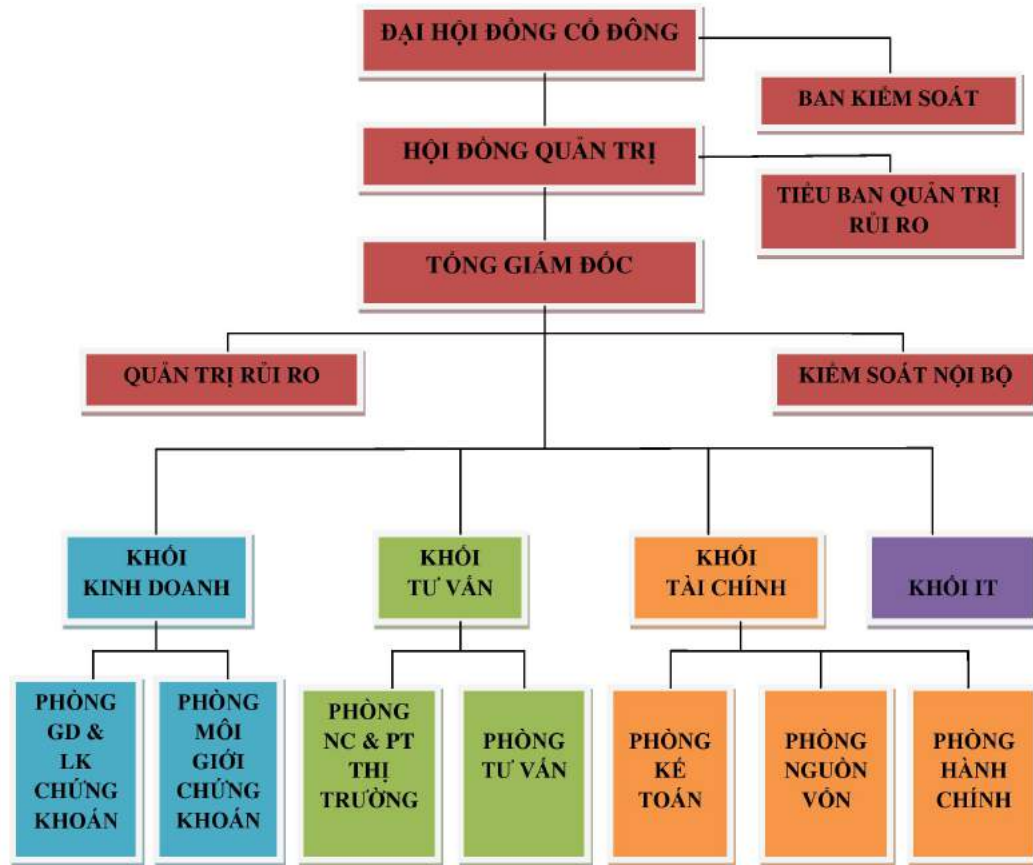 ĐẠI HỘI ĐỒNG CỔ ĐÔNG
BAN KIỂM SOÁT
HỘI ĐỒNG QUẢN TRỊ
TIỂU BAN QUẢN TRỊ
RỦI RO
TỔNG GIÁM ĐỐC
QUẢN TRỊ RỦI RO
KIỂM SOÁT NỘI BỘ
KHỐI
KINH DOANH
KHỐI
TƯ VẤN
KHỐI
TÀI CHÍNH
KHỐI IT
PHÒNG
GD &
LK
CHỨNG
KHOÁN
PHÒNG
MÔI
GIỚI
CHỨNG
KHOÁN
PHÒNG
NC & PT
THỊ
TRƯỜNG
PHÒNG
TƯ VẤN
PHÒNG
KẾ
TOÁN
PHÒNG
NGUỒN
VỐN
PHÒNG
HÀNH
CHÍNH